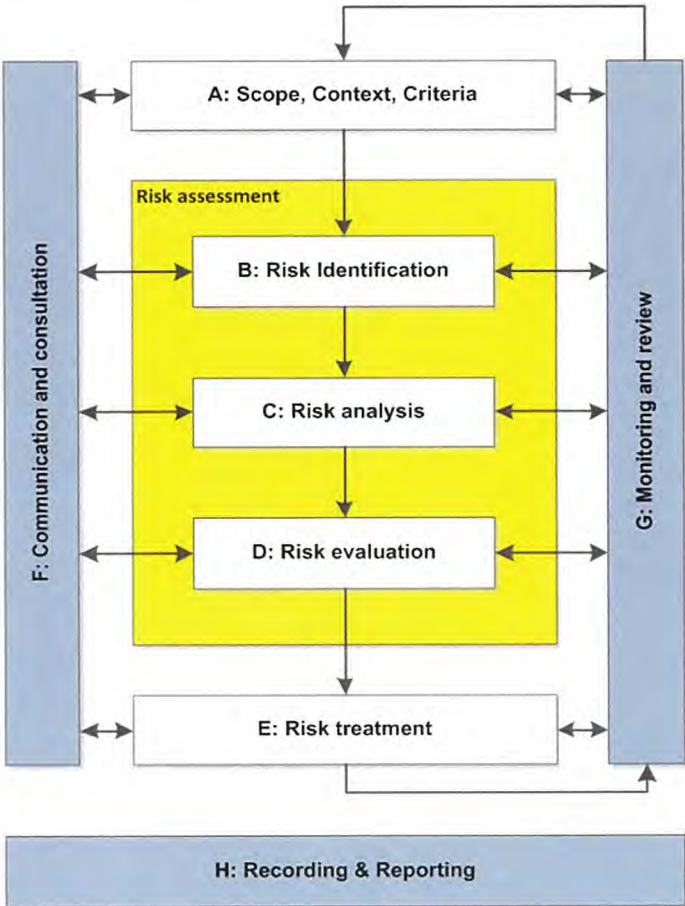 A: Scope, Context, Criteria
Risk assessment
B: Risk Identification
C: Risk analysis
D: Risk evaluation
E: Risk treatment
F: Communication and consultation
G: Monitoring and review
H: Recording & Reporting